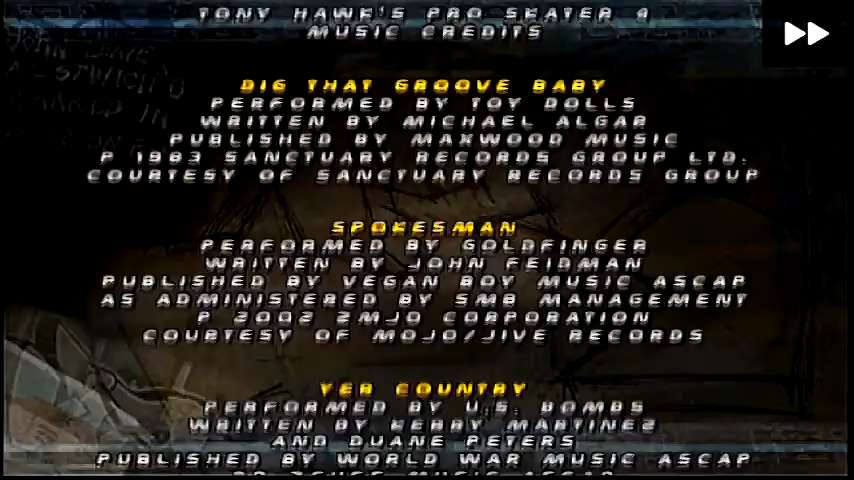 TONY HAWK'S PRO SKATER 4
MUSIC CREDITS
DIG THAT GROOVE BABY
PERFORMED BY TOY DOLLS
WRITTEN BY MICHAEL ALGAR
PUBLISHED BY MAXWOOD MUSIC
P 1983 SANCTUARY RECORDS GROUP LTD.
COURTESY OF SANCTUARY RECORDS GROUP
SPOKESMAN
PERFORMED BY GOLDFINGER
WRITTEN BY JOHN FEIDMAN
PUBLISHED BY VEGAN BOY MUSIC ASCAP
AS ADMINISTERED BY SMB MANAGEMENT
P 2002 2MJO CORPORATION
COURTESY OF MOJO/JIVE RECORDS
YER COUNTRY
PERFORMED BY U.S. BOMBS
WRITTEN BY KERRY MARTINEZ
AND DUANE PETERS
PUBLISHED BY WORLD WAR MUSIC ASCAP